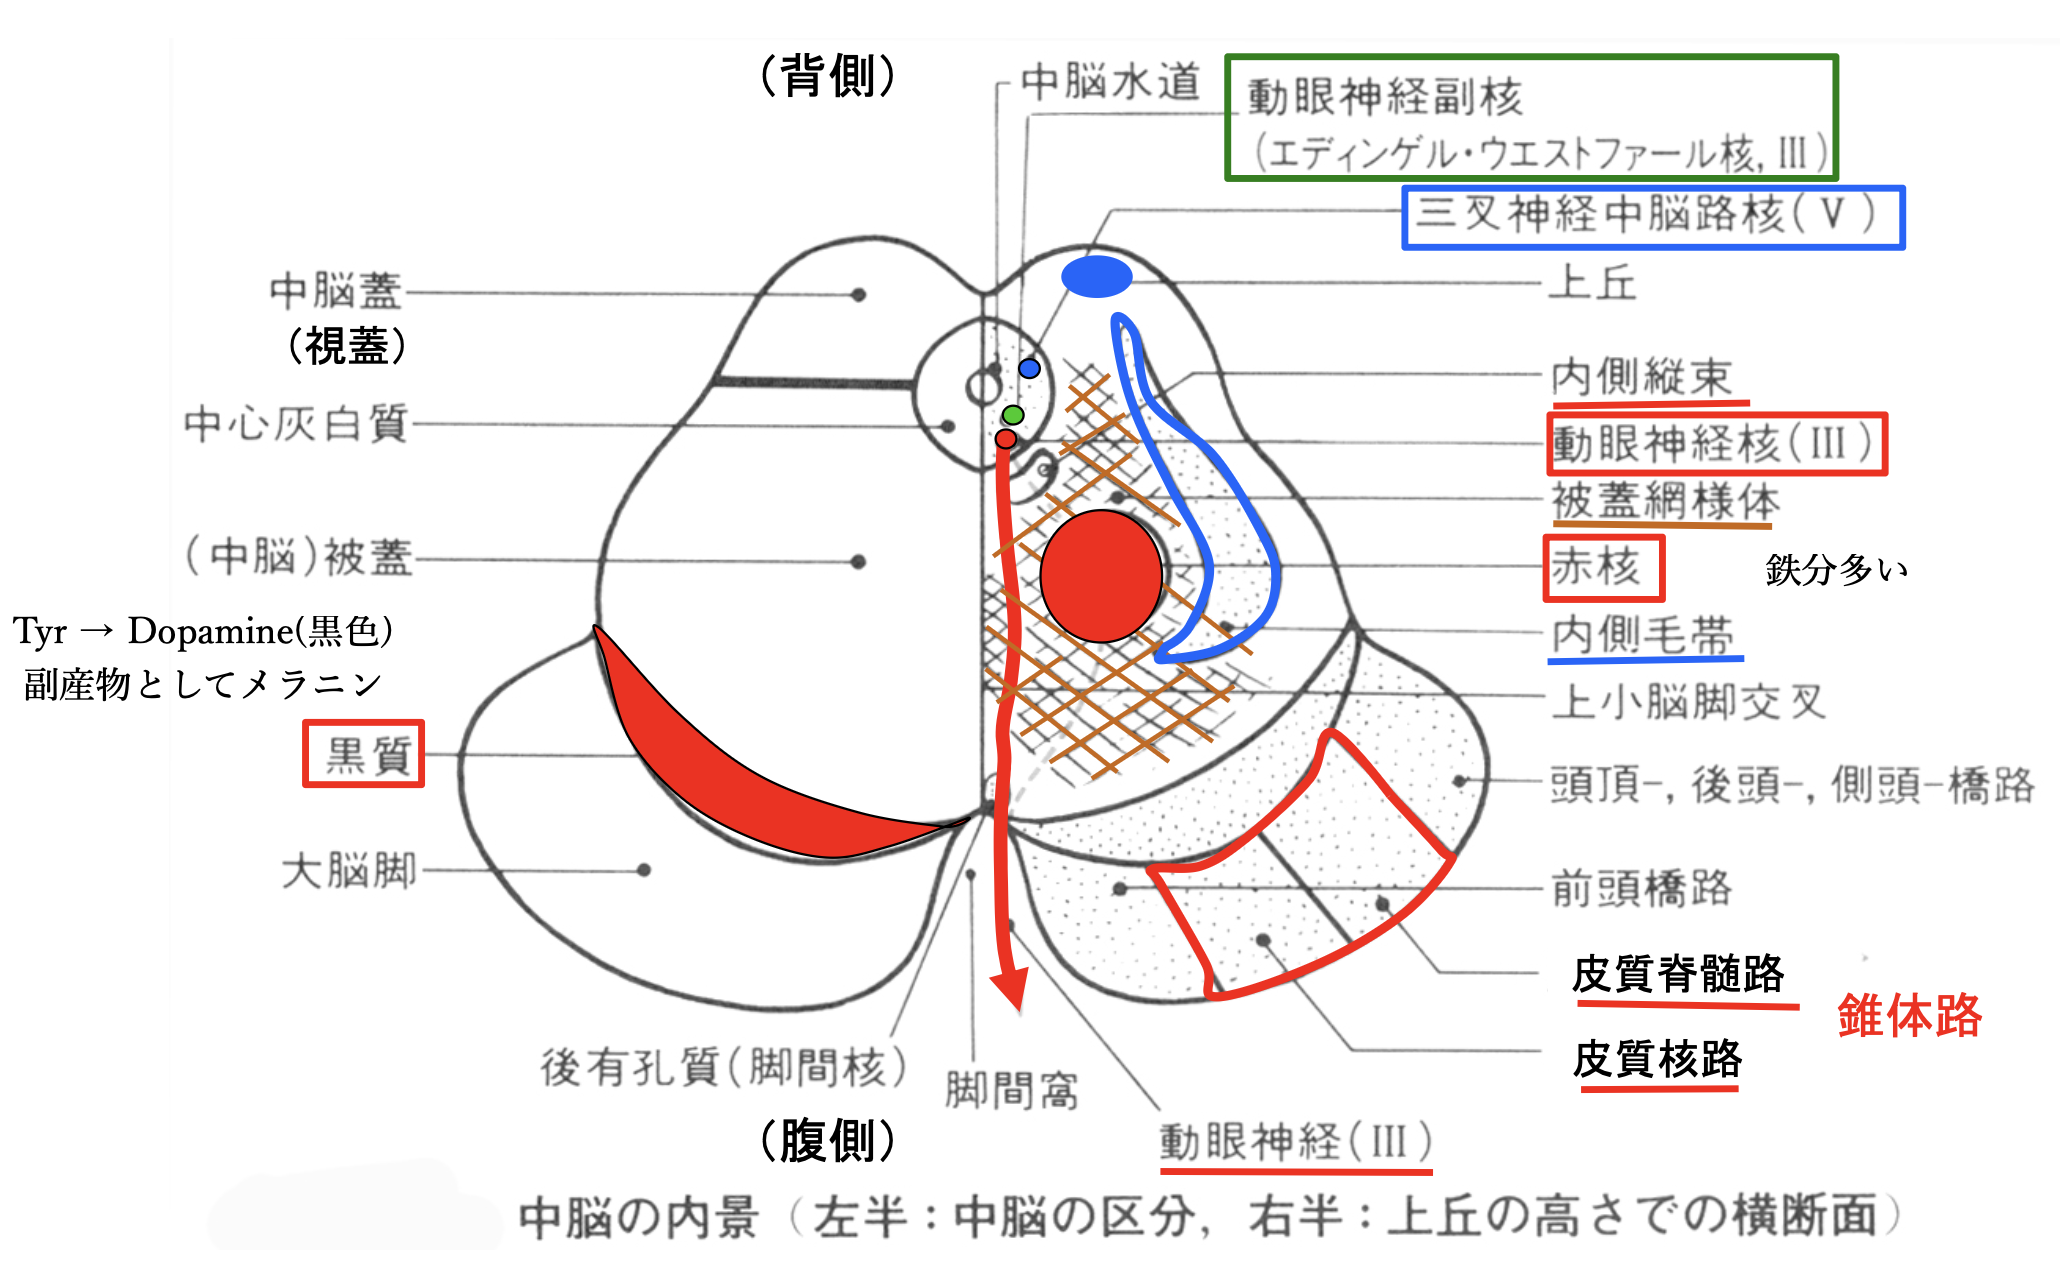 (背側)
中脳水道
動眼神経副核
(エディンゲル・ウエストファール核, III)
三叉神経中脳路核(V)
中脳蓋
(視蓋)
上丘
内側縦束
中心灰白質
動眼神経核(III)
被蓋網様体
(中脳)被蓋
赤核
鉄分多い
Tyr → Dopamine(黒色)
副産物としてメラニン
内側毛帯
上小脳脚交叉
黒質
頭頂-, 後頭-, 側頭-橋路
大脳脚
前頭橋路
皮質脊髄路
錐体路
皮質核路
後有孔質(脚間核)
脚間窩
(腹側)
動眼神経(III)
中脳の内景(左半:中脳の区分, 右半:上丘の高さでの横断面)